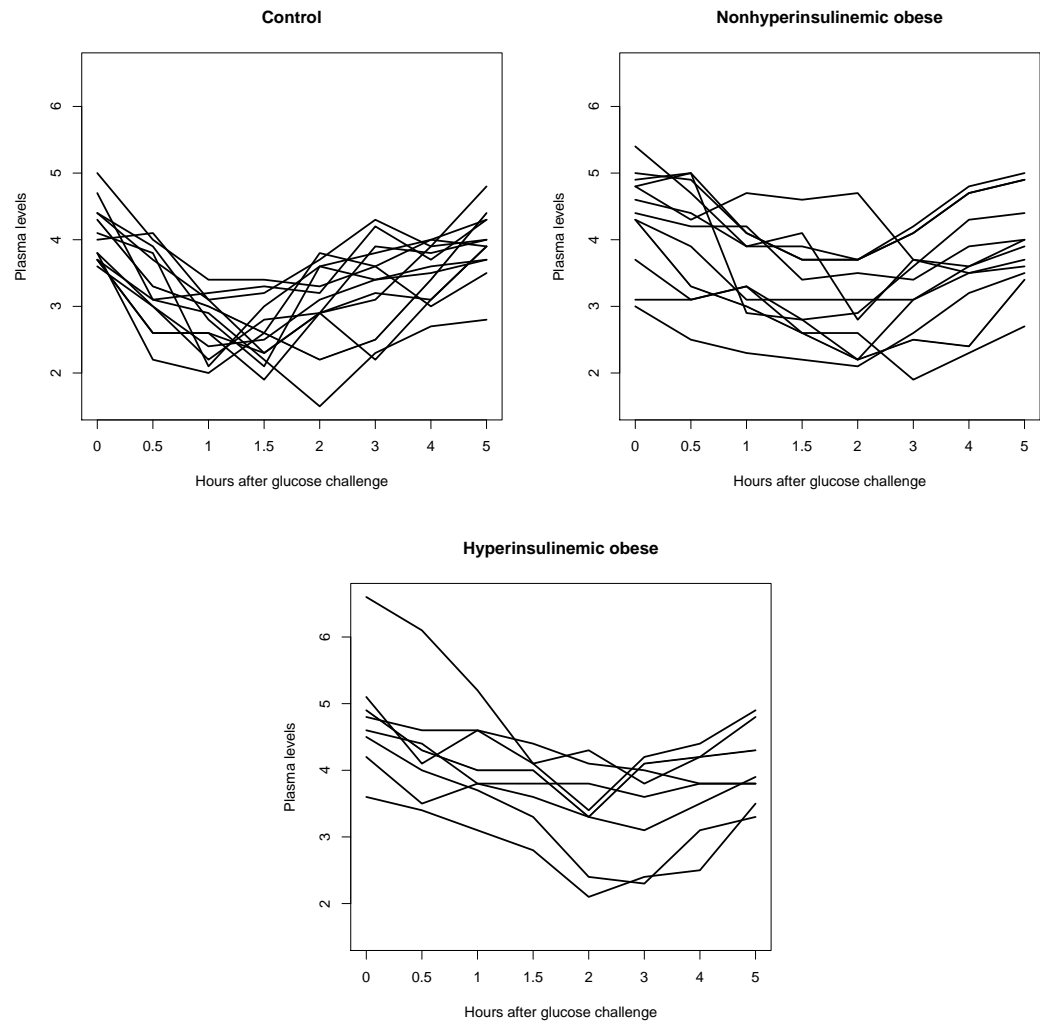 Control
Plasma levels
6
5
4
3
2
0 0.5 1 1.5 2 3 4 5
Hours after glucose challenge
Nonhyperinsulinemic obese
Plasma levels
6
5
4
3
2
0 0.5 1 1.5 2 3 4 5
Hours after glucose challenge
Hyperinsulinemic obese
Plasma levels
6
5
4
3
2
0 0.5 1 1.5 2 3 4 5
Hours after glucose challenge